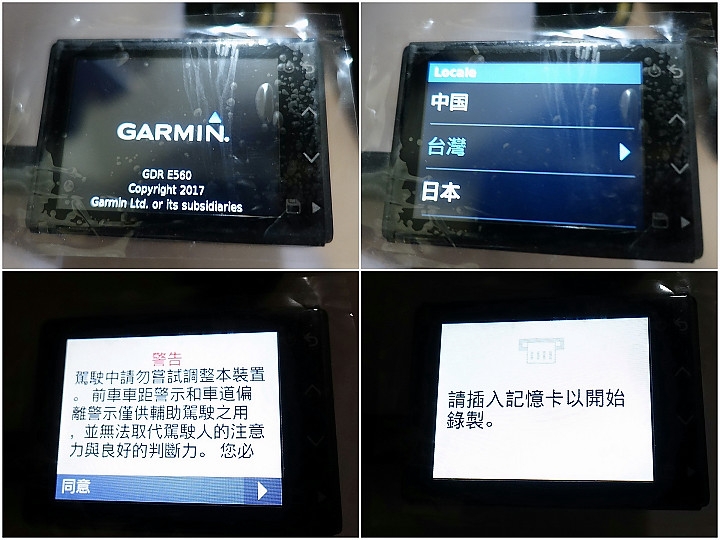 GARMIN.
GDR E560
Copyright 2017
Garmin Ltd. or its subsidiaries
Locale
中国
台灣
日本
警告
駕駛中請勿嘗試調整本裝置
。 前車車距警示和車道偏
離警示僅供輔助駕駛之用
，並無法取代駕駛人的注意
力與良好的判斷力。 您必
同意
請插入記憶卡以開始
錄製。